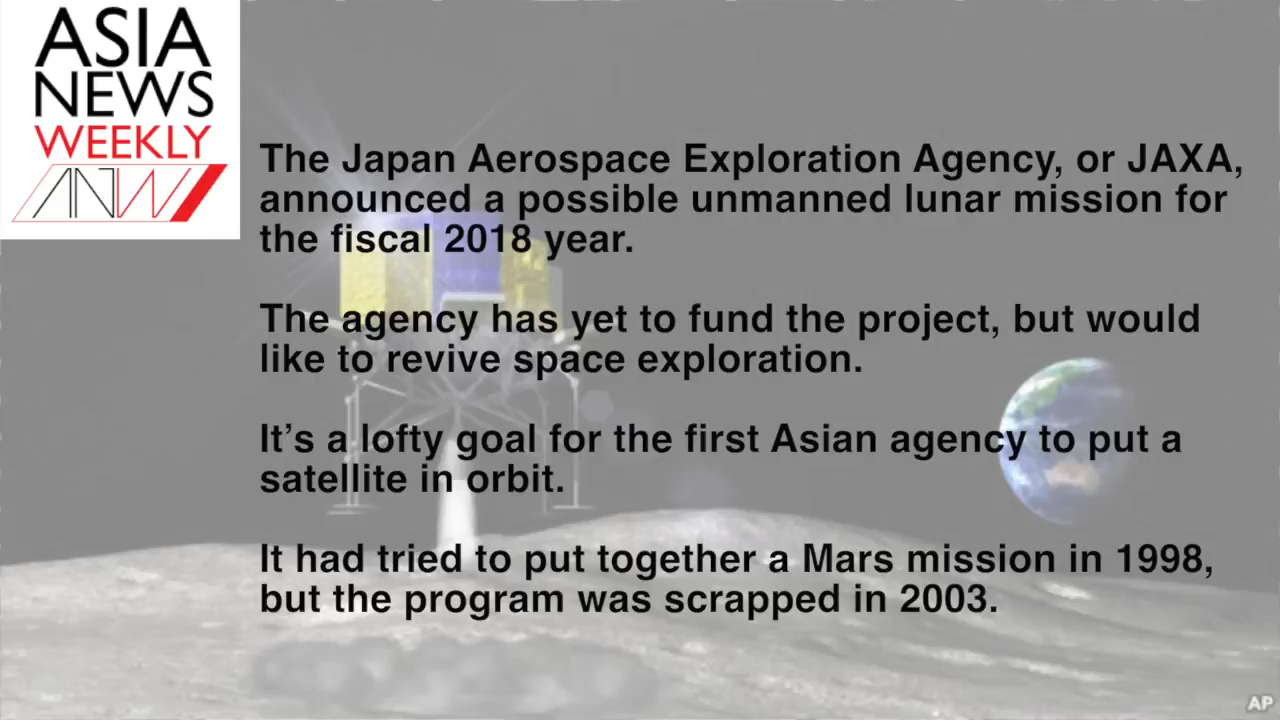 ASIA
NEWS
WEEKLY
ANW
The Japan Aerospace Exploration Agency, or JAXA,
announced a possible unmanned lunar mission for
the fiscal 2018 year.
The agency has yet to fund the project, but would
like to revive space exploration.
It’s a lofty goal for the first Asian agency to put a
satellite in orbit.
It had tried to put together a Mars mission in 1998,
but the program was scrapped in 2003.
AP